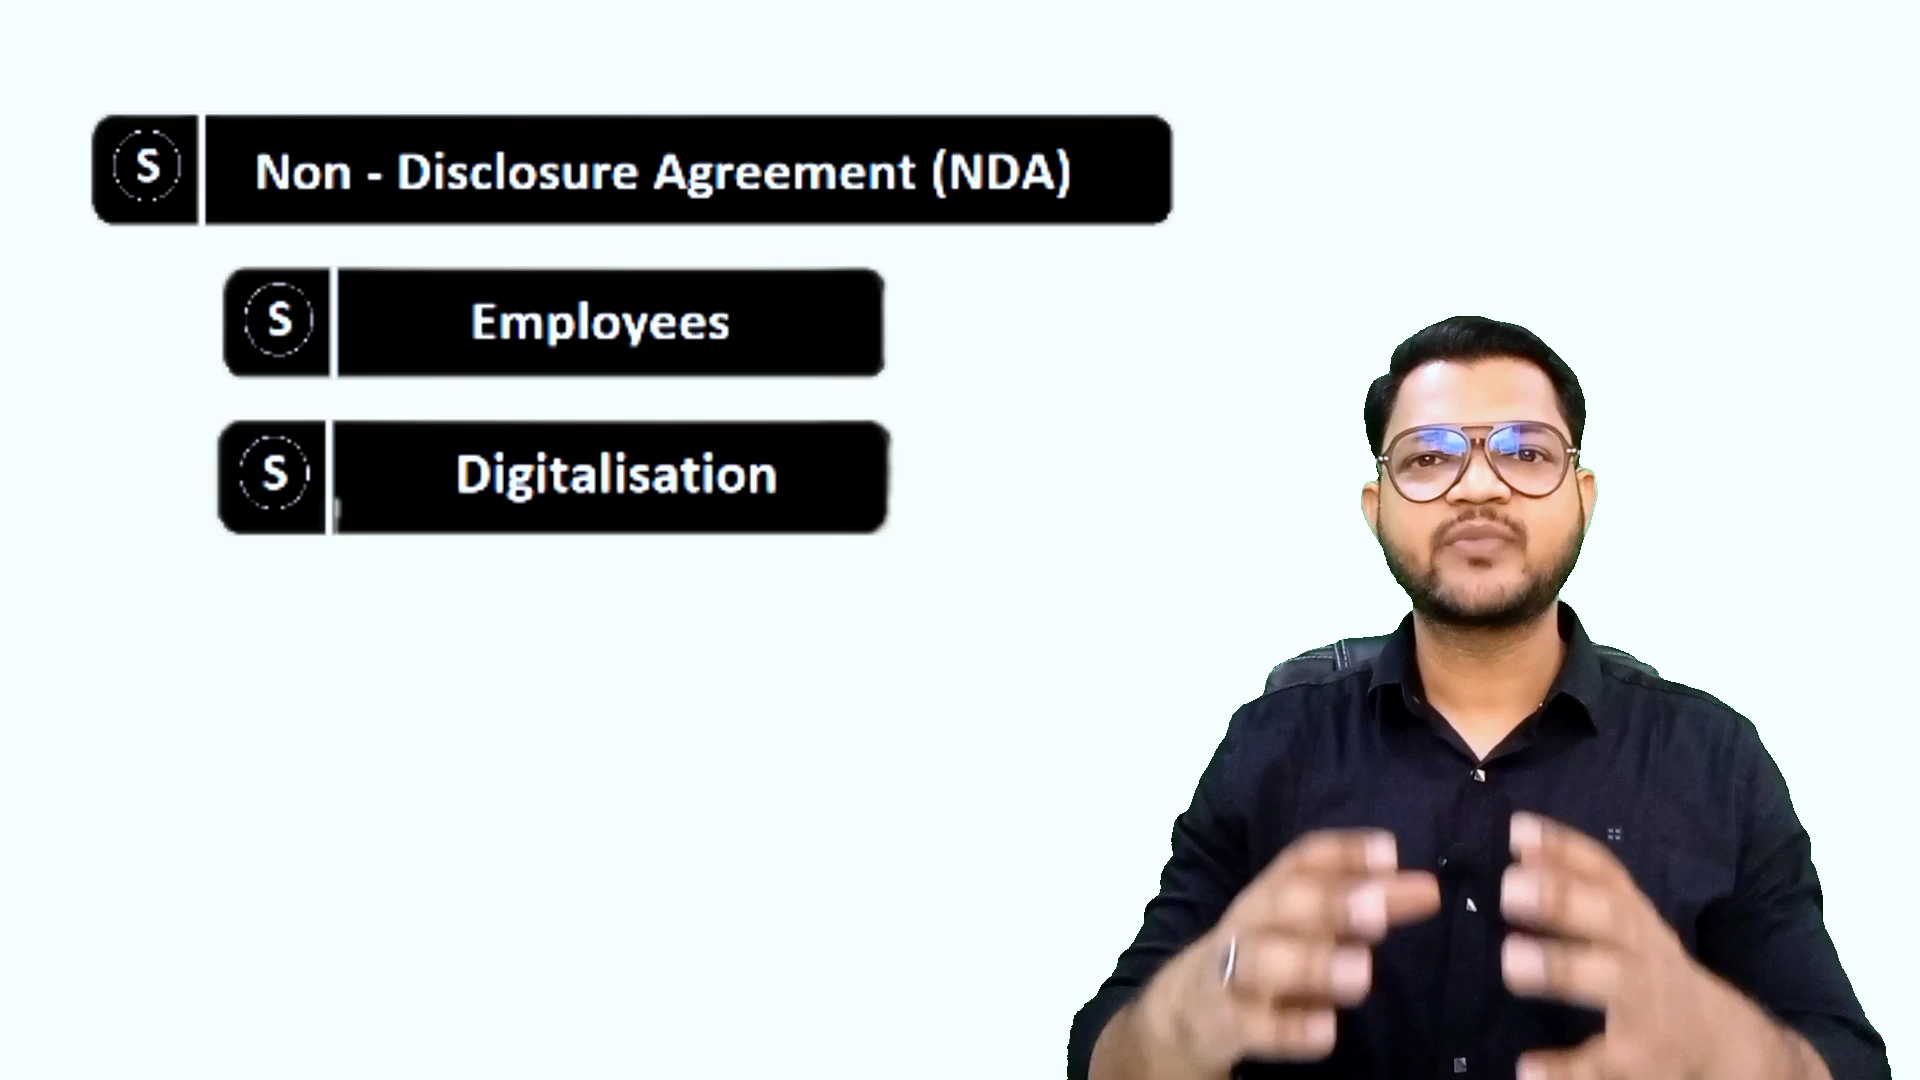 S Non - Disclosure Agreement (NDA)
S Employees
S Digitalisation